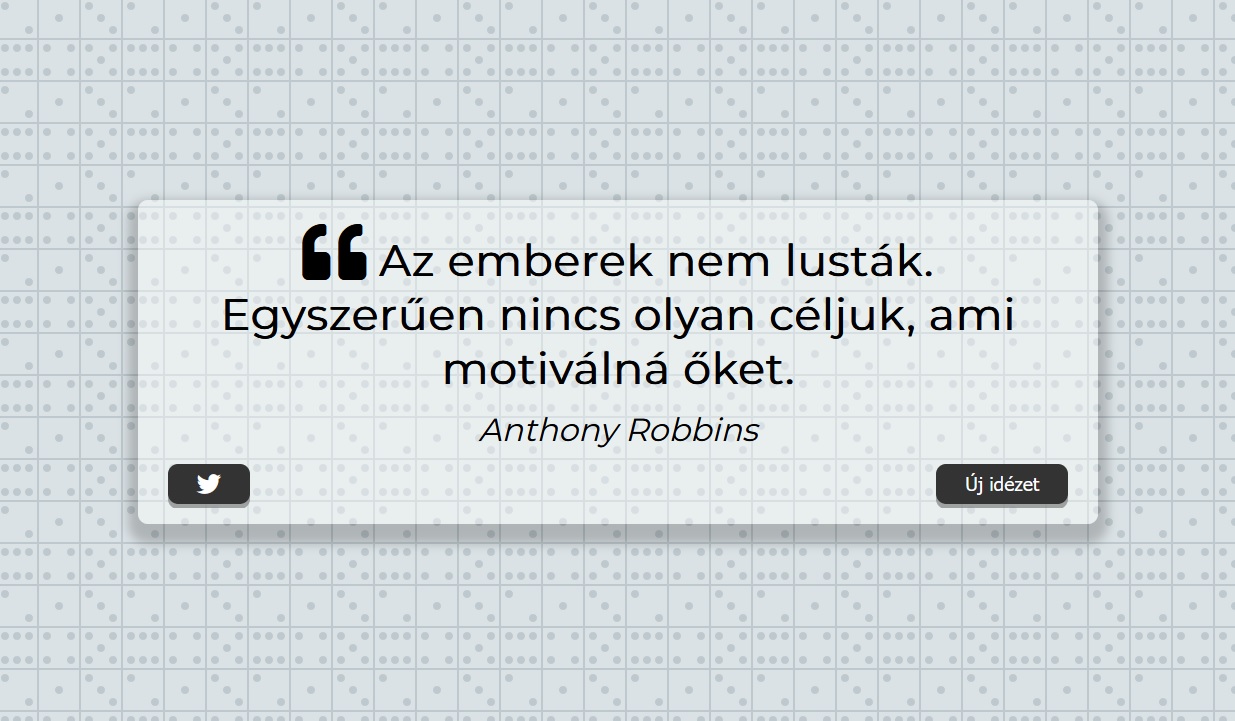 Az emberek nem lusták.
Egyszerűen nincs olyan céljuk, ami
motiválná őket.
Anthony Robbins
Új idézet